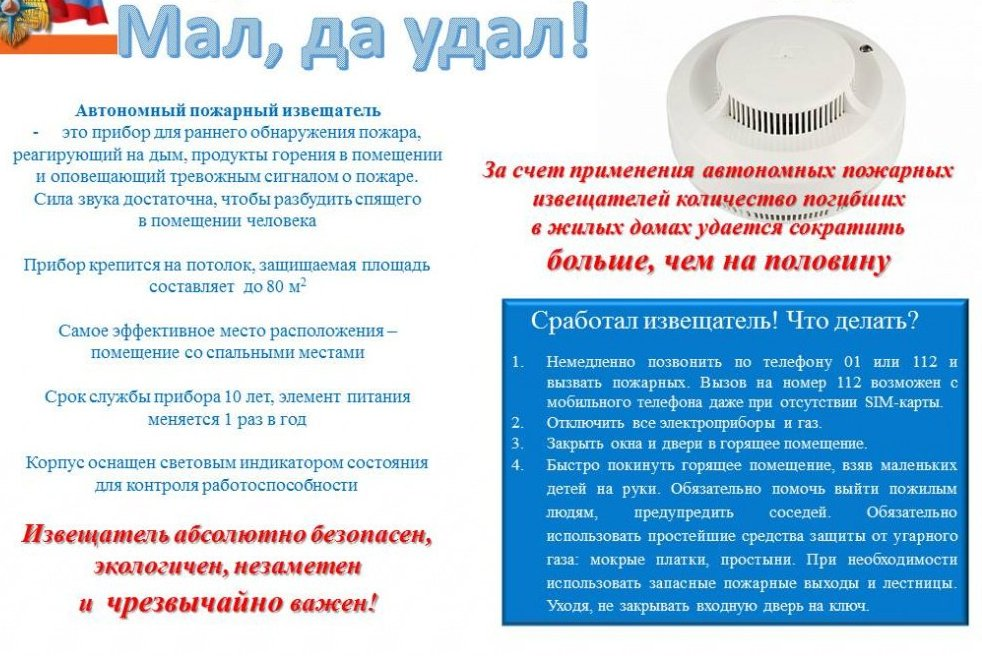 Мал, да удал!
Автономный пожарный извещатель
- это прибор для раннего обнаружения пожара,
реагирующий на дым, продукты горения в помещении
и оповещающий тревожным сигналом о пожаре.
Сила звука достаточна, чтобы разбудить спящего
в помещении человека
Прибор крепится на потолок, защищаемая площадь
составляет до 80 м²
Самое эффективное место расположения –
помещение со спальными местами
Срок службы прибора 10 лет, элемент питания
меняется 1 раз в год
Корпус оснащен световым индикатором состояния
для контроля работоспособности
Извещатель абсолютно безопасен,
экологичен, незаметен
и чрезвычайно важен!
За счет применения автономных пожарных
извещателей количество погибших
в жилых домах удается сократить
больше, чем на половину
Сработал извещатель! Что делать?
1. Немедленно позвонить по телефону 01 или 112 и
вызвать пожарных. Вызов на номер 112 возможен с
мобильного телефона даже при отсутствии SIM-карты.
2. Отключить все электроприборы и газ.
3. Закрыть окна и двери в горящее помещение.
4. Быстро покинуть горящее помещение, взяв маленьких
детей на руки. Обязательно помочь выйти пожилым
людям, предупредить соседей. Обязательно
использовать простейшие средства защиты от угарного
газа: мокрые платки, простыни. При необходимости
использовать запасные пожарные выходы и лестницы.
Уходя, не закрывать входную дверь на ключ.